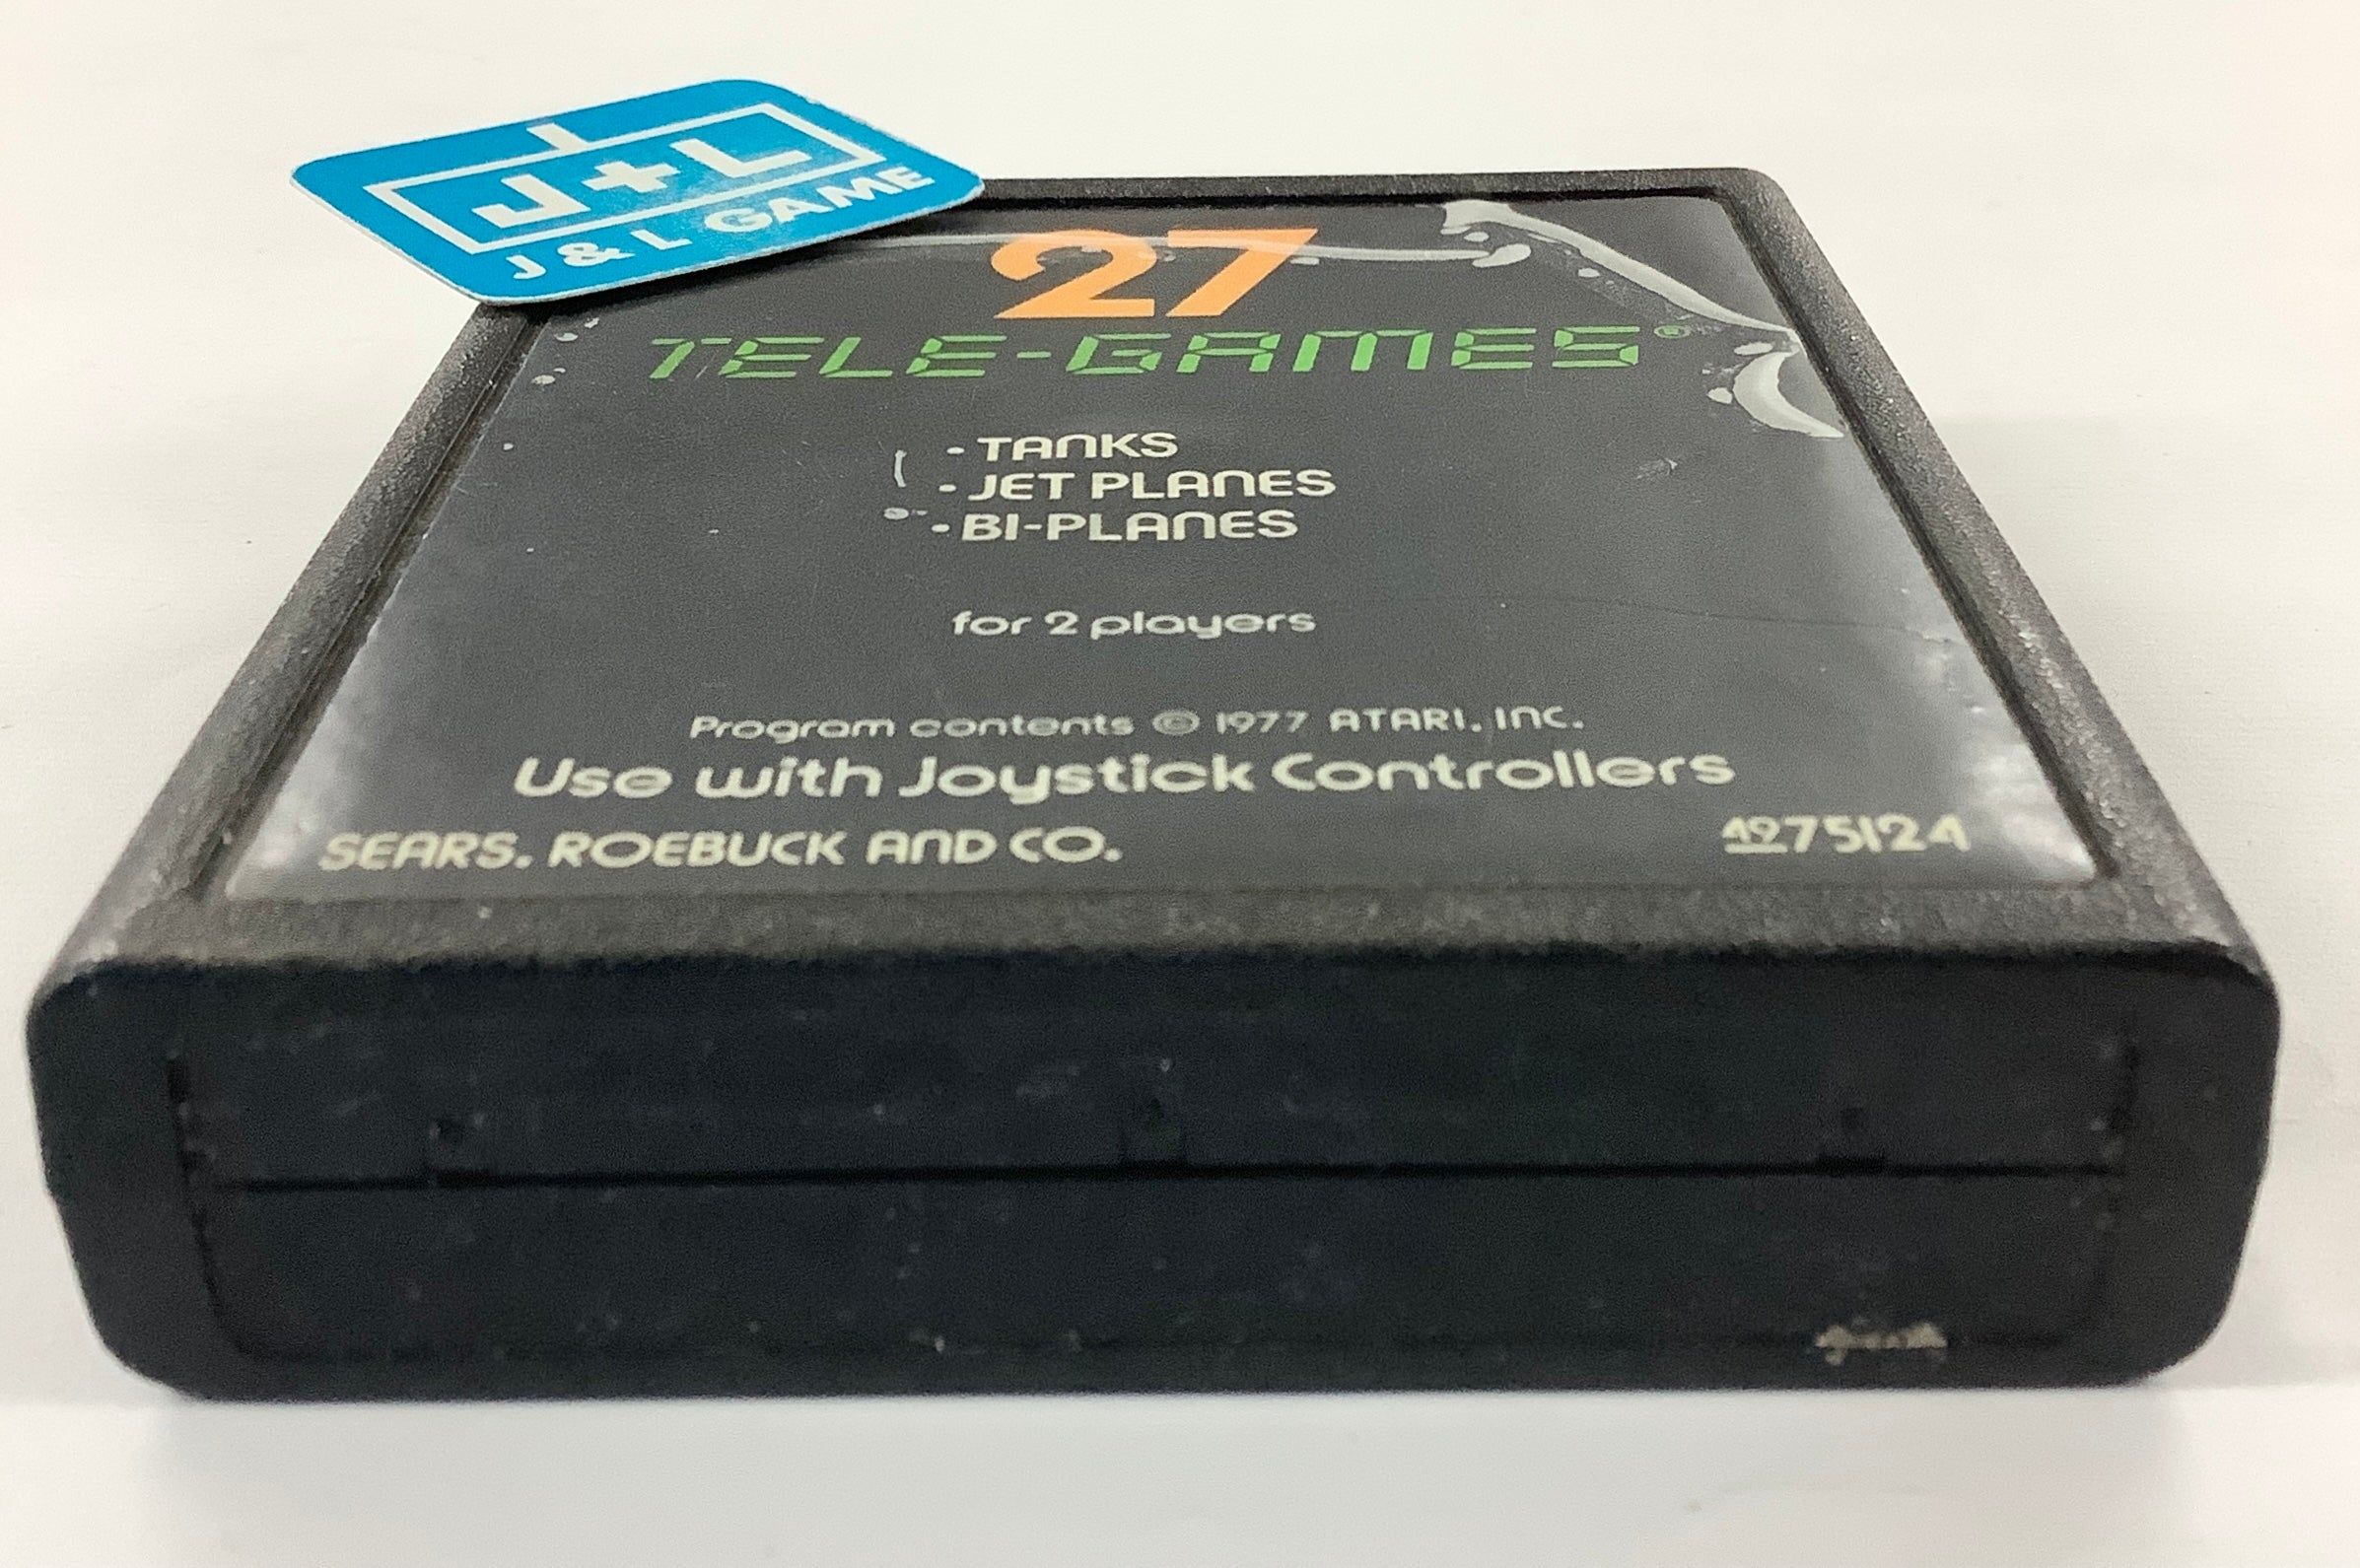 J+L
J & L GAME
27
TELE-GAMES®
- TANKS
- JET PLANES
- BI-PLANES
for 2 players
Program contents © 1977 ATARI, INC.
Use with Joystick Controllers
SEARS, ROEBUCK AND CO.
4975124